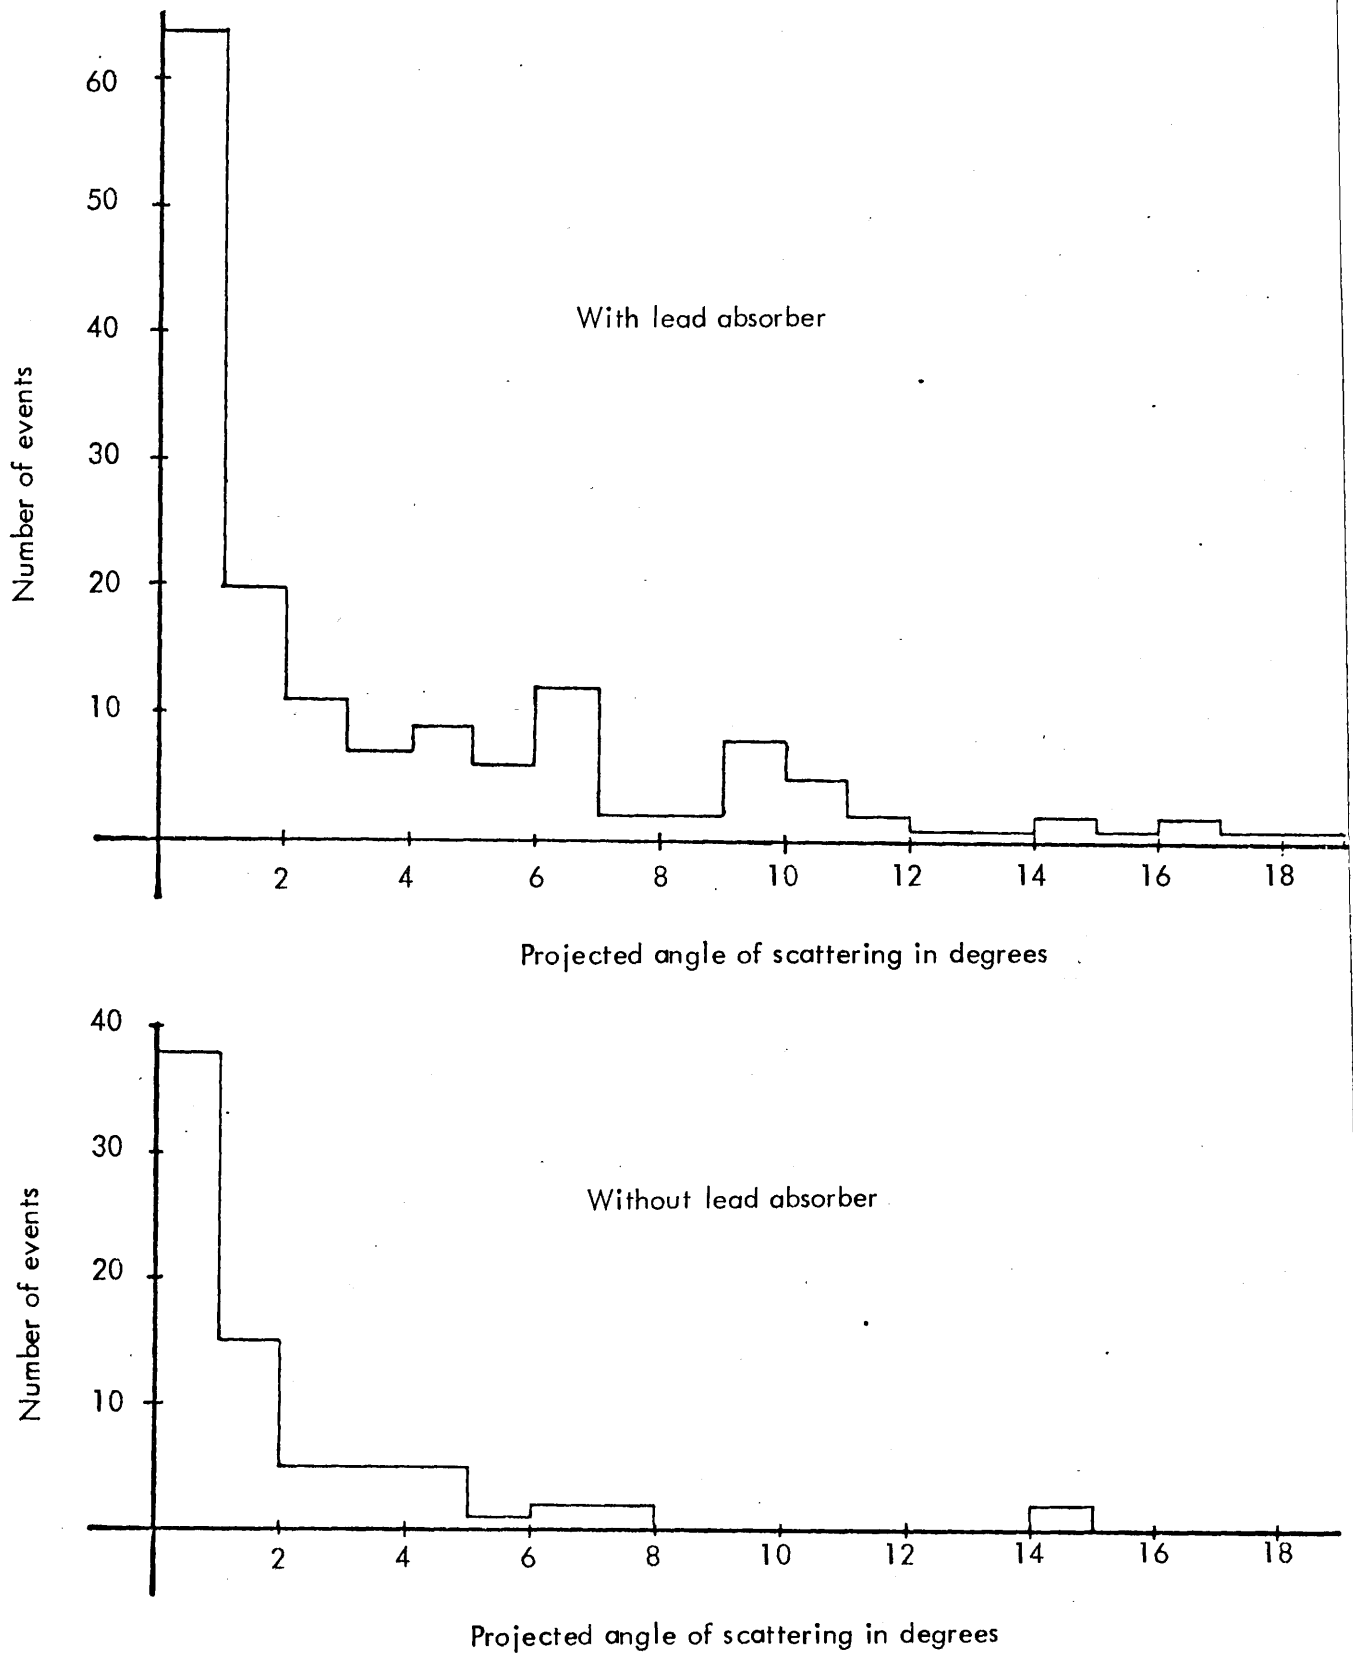 60
50
40
30
20
10
Number of events
With lead absorber
2 4 6 8 10 12 14 16 18
Projected angle of scattering in degrees
40
30
20
10
Number of events
Without lead absorber
2 4 6 8 10 12 14 16 18
Projected angle of scattering in degrees